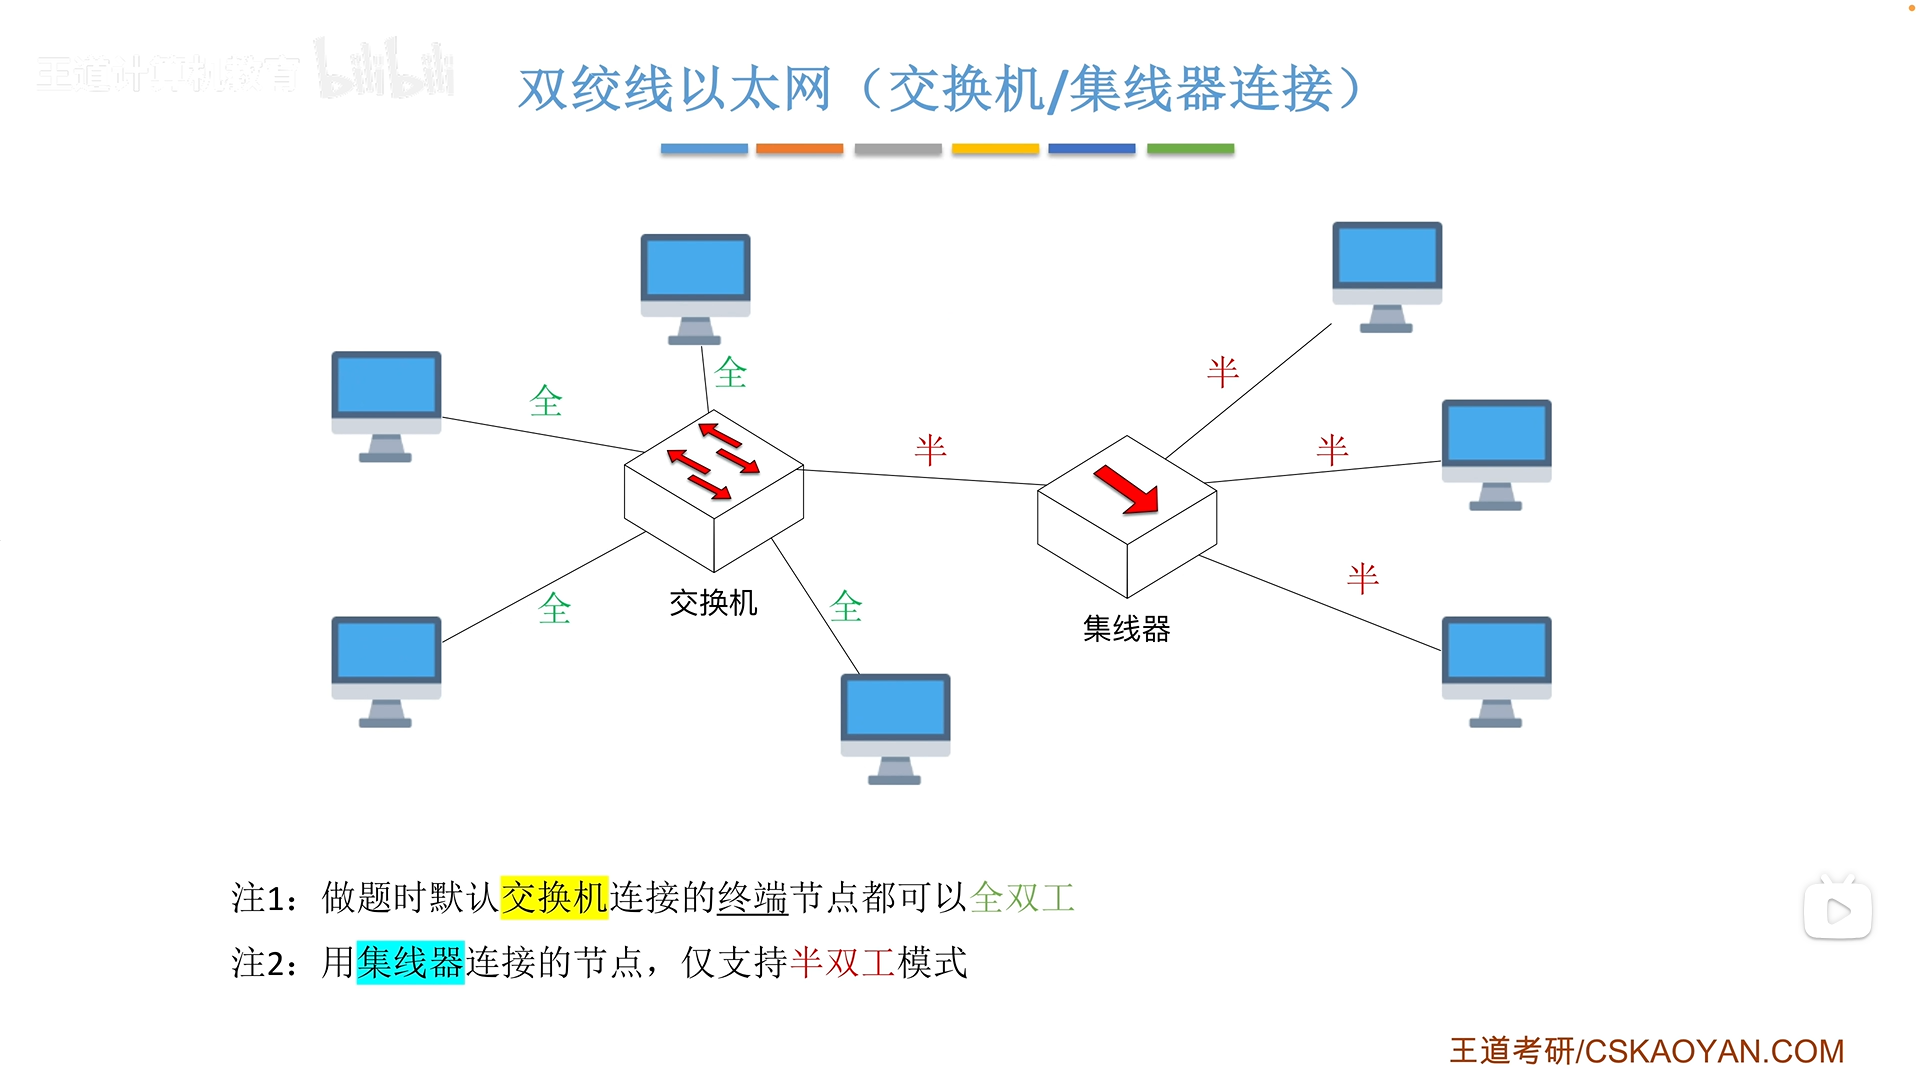 王道计算机教育 bilibili
双绞线以太网（交换机/集线器连接）
全
全
半
半
半
全
全
半
交换机
集线器
注1：做题时默认交换机连接的终端节点都可以全双工
注2：用集线器连接的节点，仅支持半双工模式
王道考研/CSKAOYAN.COM